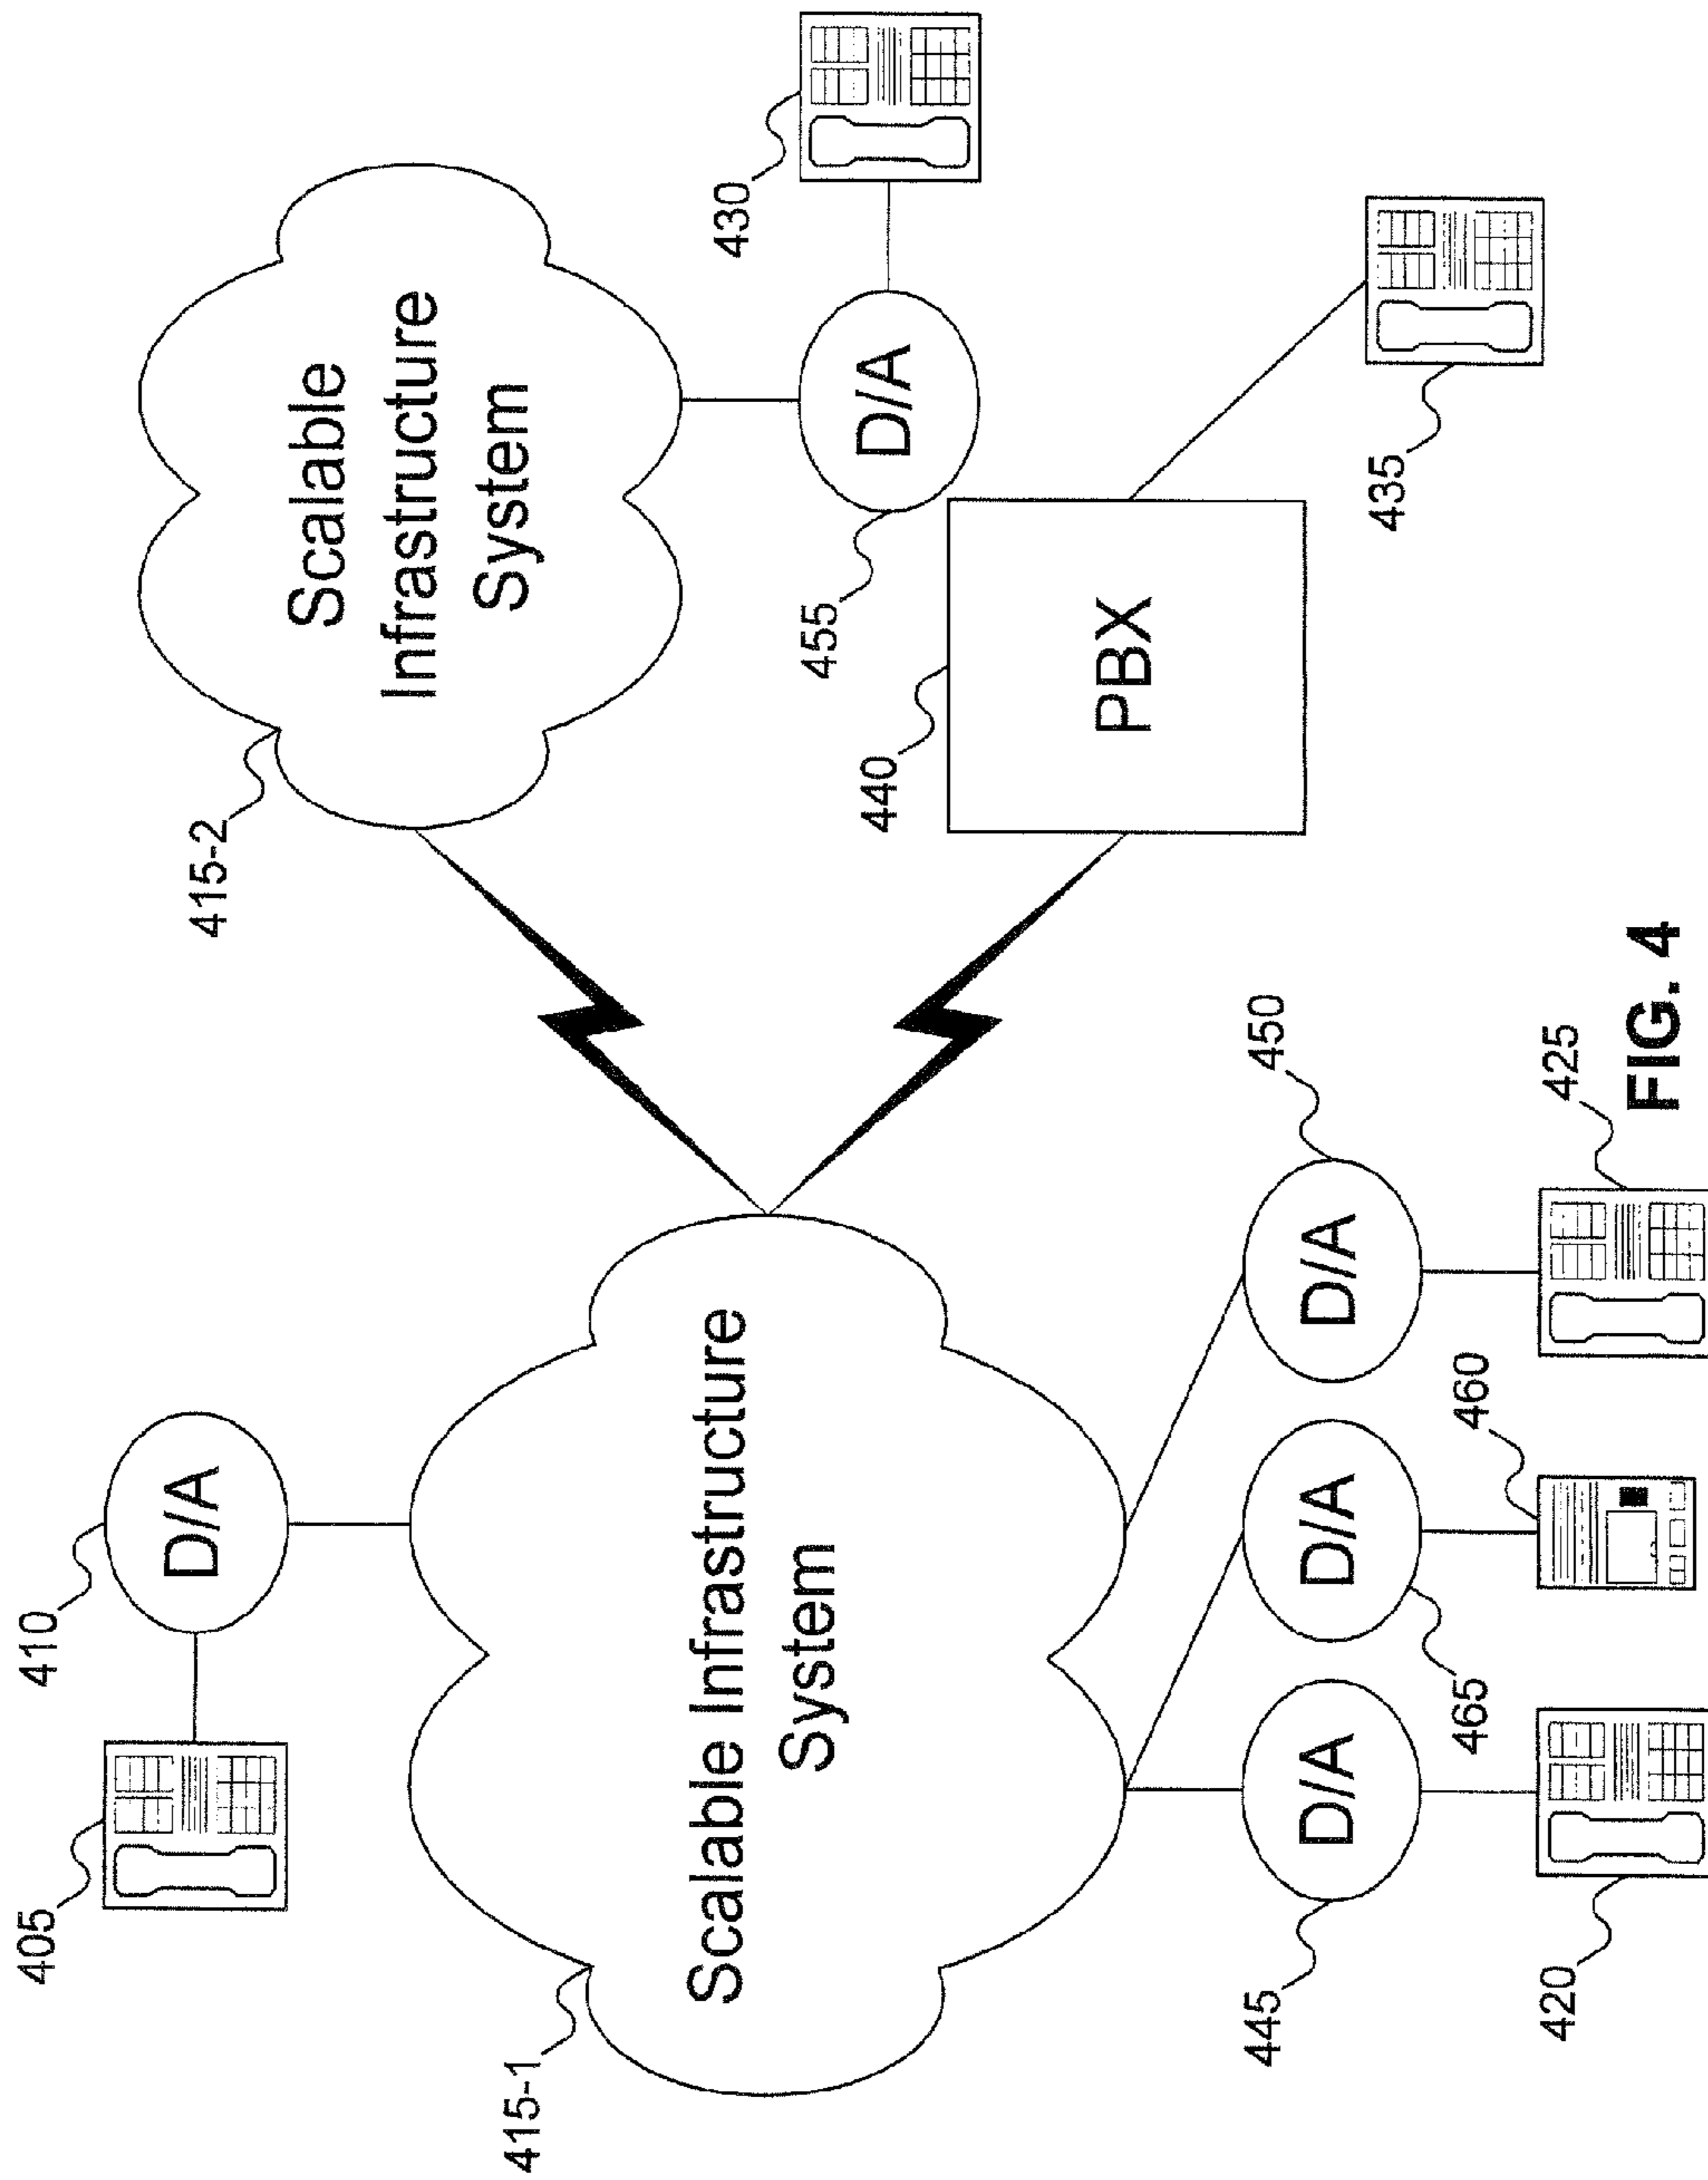 405
410
D/A
415-2
Scalable
Infrastructure
System
415-1
Scalable Infrastructure
System
430
455
D/A
440
PBX
435
445
D/A
465
D/A
450
D/A
420
460
425
FIG. 4